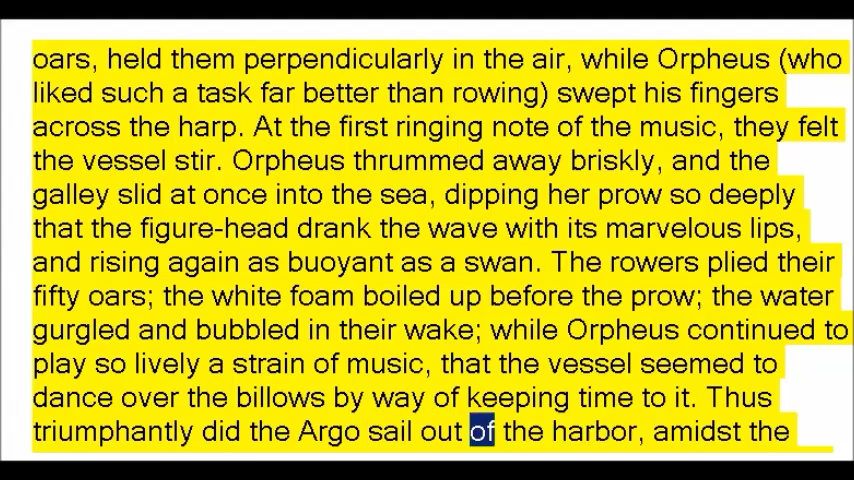 oars, held them perpendicularly in the air, while Orpheus (who
liked such a task far better than rowing) swept his fingers
across the harp. At the first ringing note of the music, they felt
the vessel stir. Orpheus thrummed away briskly, and the
galley slid at once into the sea, dipping her prow so deeply
that the figure-head drank the wave with its marvelous lips,
and rising again as buoyant as a swan. The rowers plied their
fifty oars; the white foam boiled up before the prow; the water
gurgled and bubbled in their wake; while Orpheus continued to
play so lively a strain of music, that the vessel seemed to
dance over the billows by way of keeping time to it. Thus
triumphantly did the Argo sail out of the harbor, amidst the